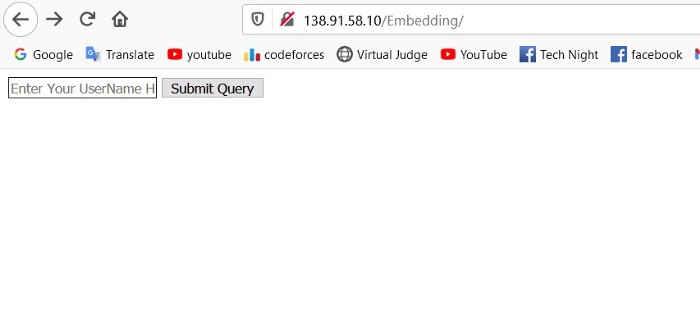 138.91.58.10/Embedding/
Google Translate youtube codeforces Virtual Judge YouTube Tech Night facebook
Enter Your UserName H Submit Query